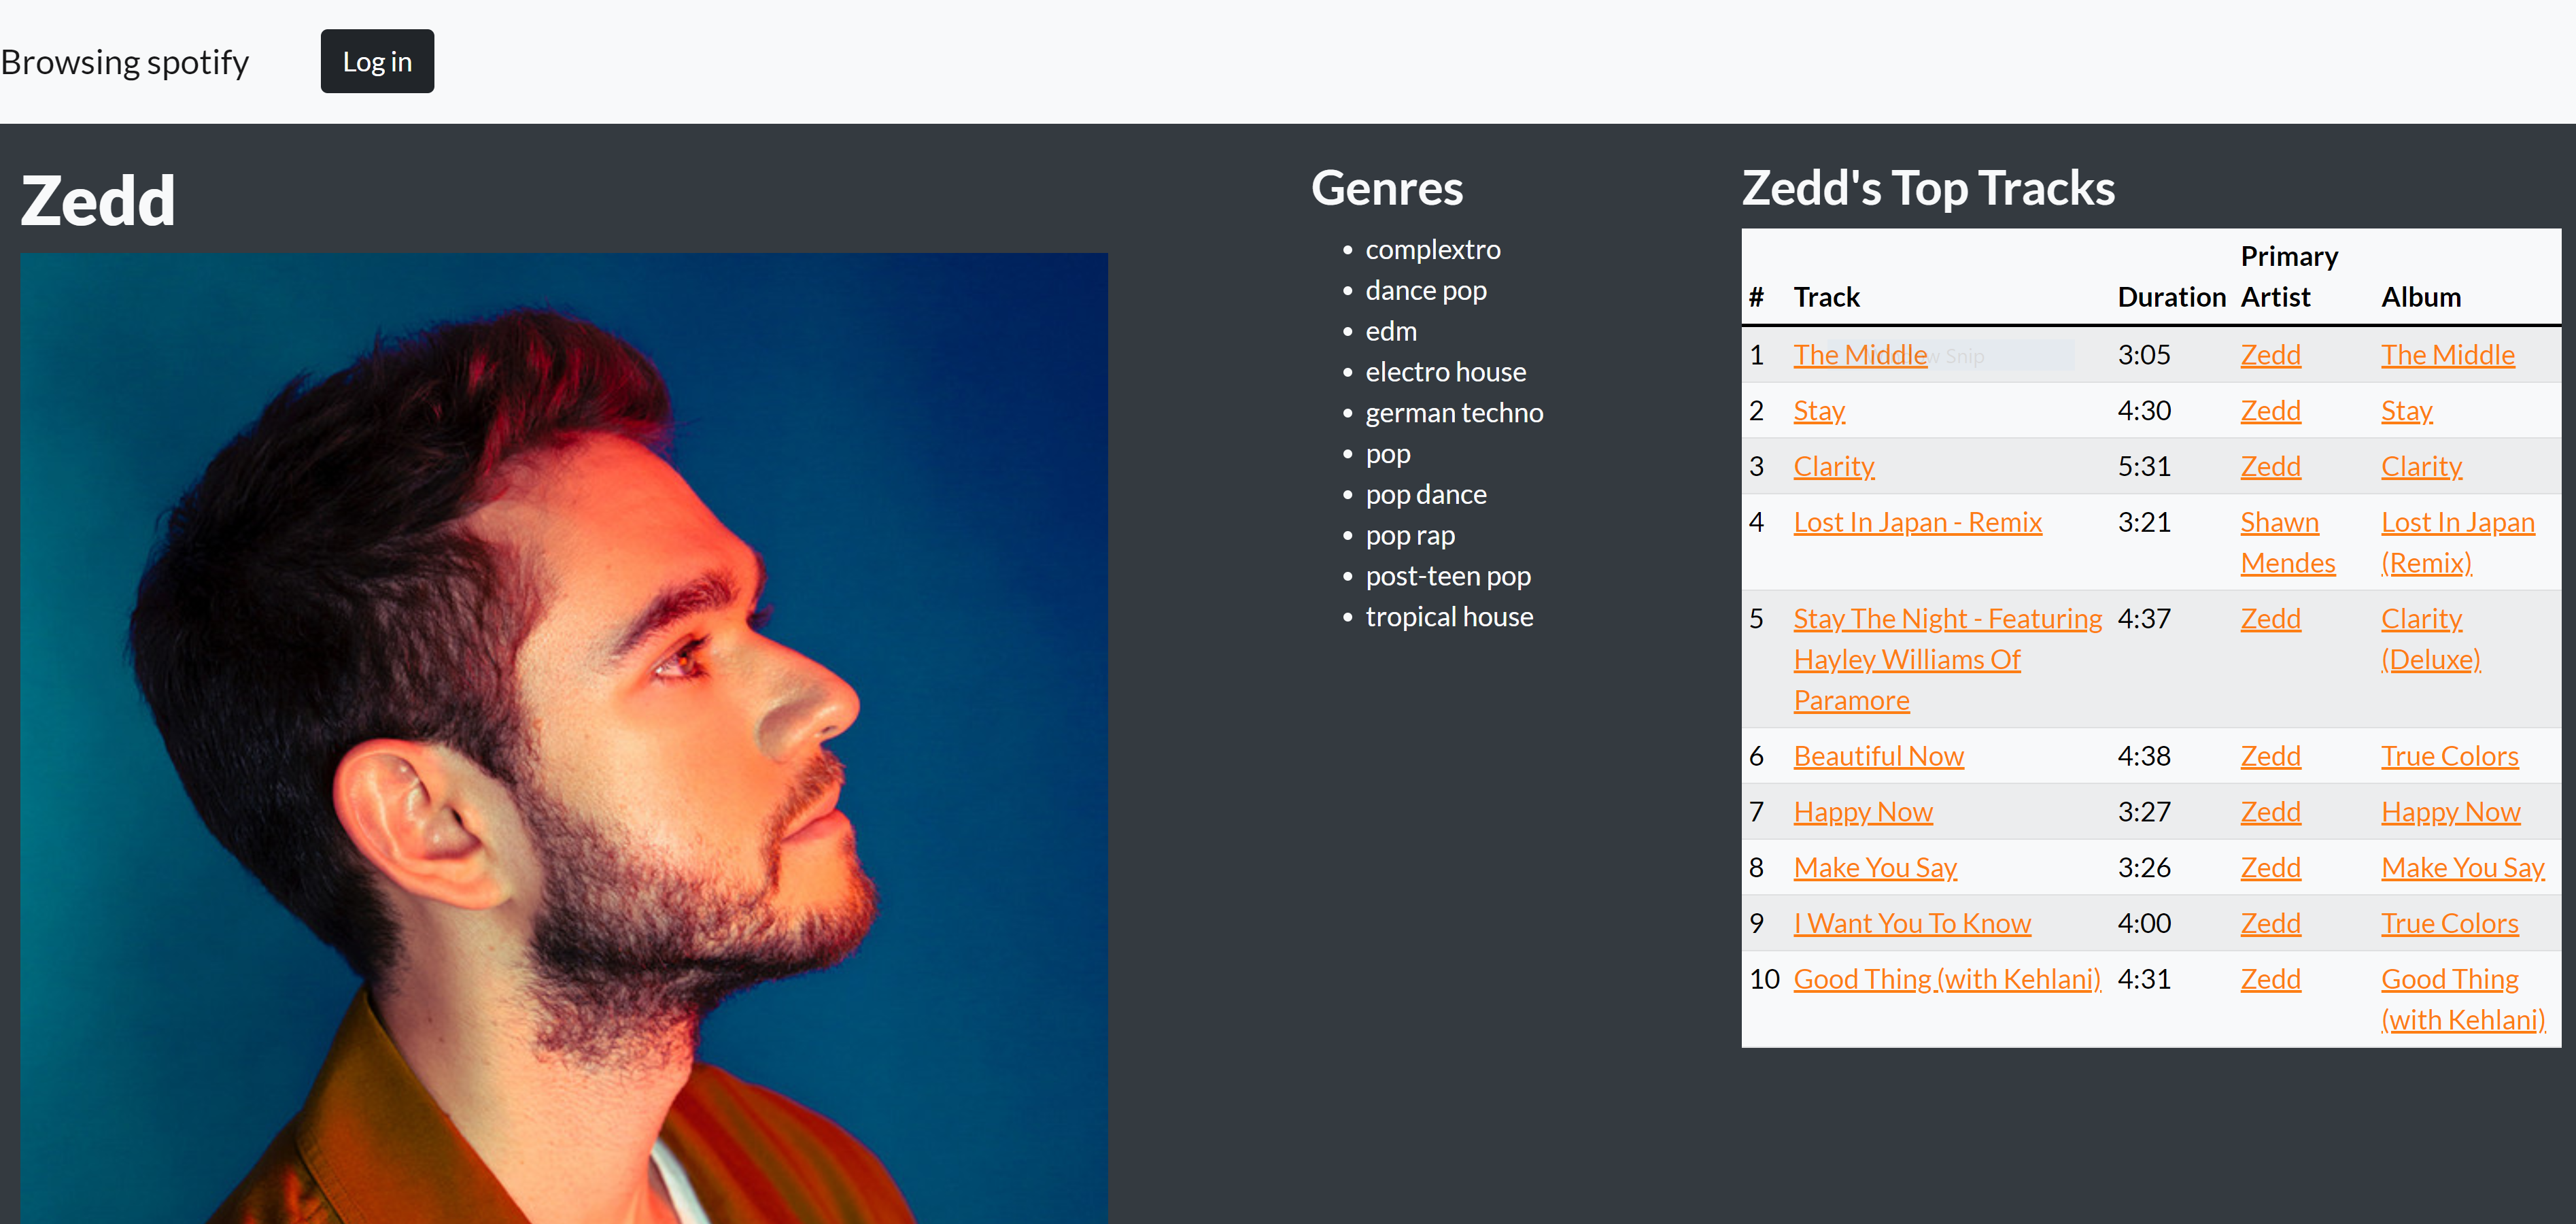 Browsing spotify
Log in
Zedd
Genres
• complextro
• dance pop
• edm
• electro house
• german techno
• pop
• pop dance
• pop rap
• post-teen pop
• tropical house
Zedd's Top Tracks
# Track Duration Primary Artist Album
1 The Middle 3:05 Zedd The Middle
Snip
2 Stay 4:30 Zedd Stay
3 Clarity 5:31 Zedd Clarity
4 Lost In Japan - Remix 3:21 Shawn Lost In Japan
Mendes (Remix)
5 Stay The Night - Featuring 4:37 Zedd Clarity
Hayley Williams Of (Deluxe)
Paramore
6 Beautiful Now 4:38 Zedd True Colors
7 Happy Now 3:27 Zedd Happy Now
8 Make You Say 3:26 Zedd Make You Say
9 I Want You To Know 4:00 Zedd True Colors
10 Good Thing (with Kehlani) 4:31 Zedd Good Thing
(with Kehlani)